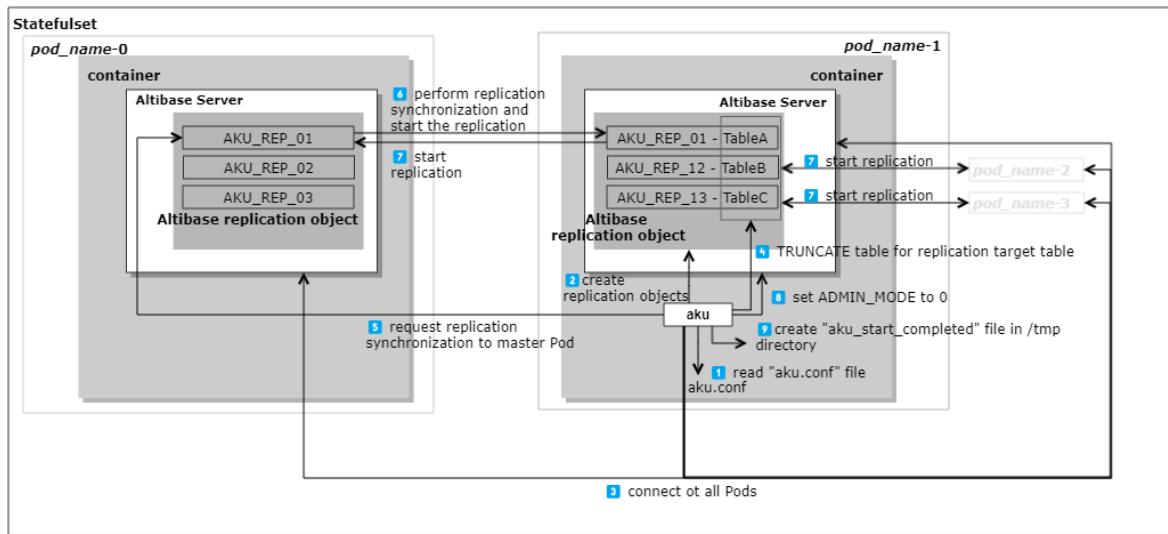 Statefulset
pod_name-0
container
Altibase Server
AKU_REP_01
AKU_REP_02
AKU_REP_03
Altibase replication object
6 perform replication
synchronization and
start the replication
7 start
replication
pod_name-1
container
Altibase Server
AKU_REP_01 - TableA
AKU_REP_12 - TableB
AKU_REP_13 - TableC
Altibase
replication object
7 start replication
7 start replication
pod_name-2
pod_name-3
4 TRUNCATE table for replication target table
2 create
replication objects
8 set ADMIN_MODE to 0
aku
5 request replication
synchronization to master Pod
9 create "aku_start_completed" file in /tmp
directory
1 read "aku.conf" file
aku.conf
3 connect ot all Pods